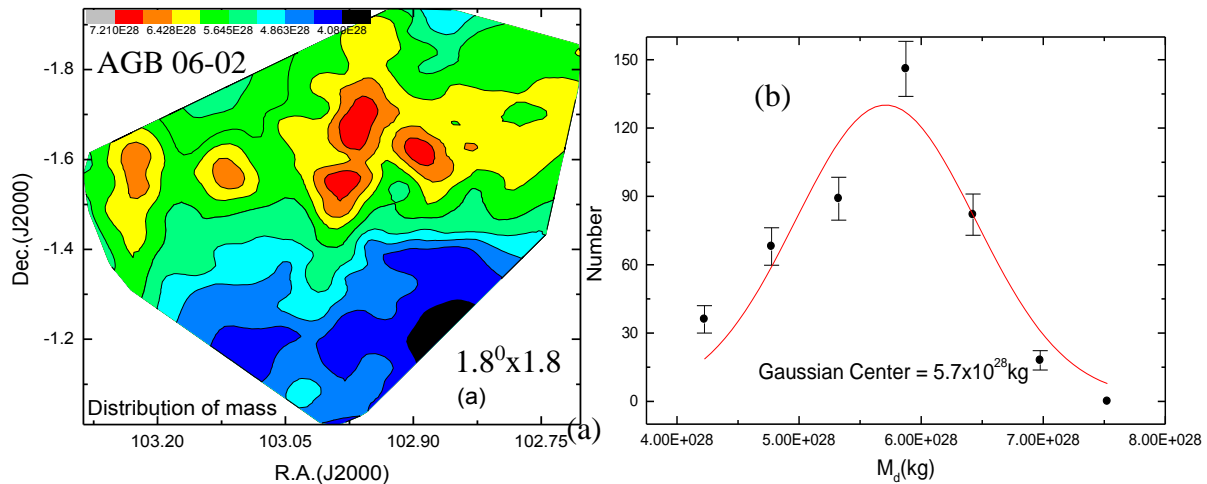 7.210E28 6.428E28 5.645E28 4.863E28 4.080E28
AGB 06-02
-1.8
-1.6
-1.4
-1.2
Dec.(J2000)
1.8⁰x1.8
(a)
Distribution of mass
(a)
103.20 103.05 102.90 102.75
R.A.(J2000)
(b)
150
120
90
60
30
0
Number
Gaussian Center = 5.7x10²⁸kg
4.00E+028 5.00E+028 6.00E+028 7.00E+028 8.00E+028
M_d(kg)